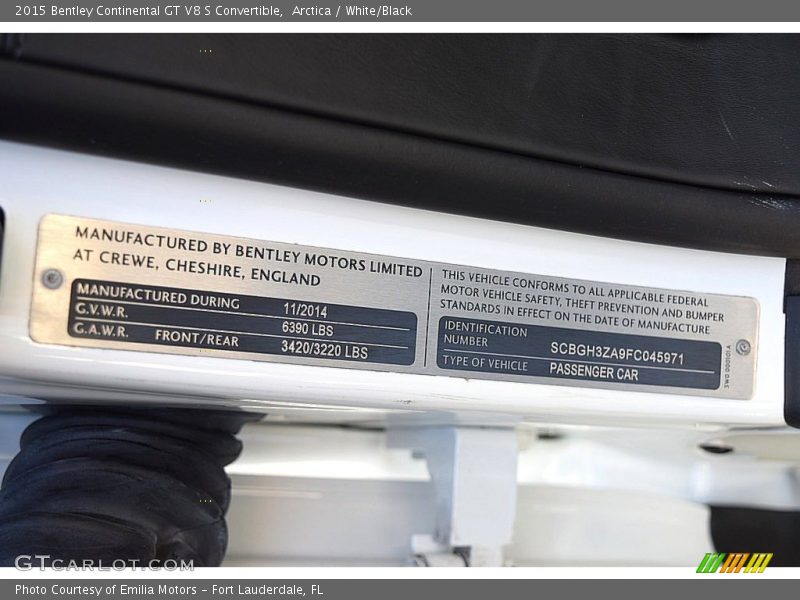 2015 Bentley Continental GT V8 S Convertible,  Arctica / White/Black
MANUFACTURED BY BENTLEY MOTORS LIMITED
AT CREWE, CHESHIRE, ENGLAND
MANUFACTURED DURING 11/2014
G.V.W.R. 6390 LBS
G.A.W.R. FRONT/REAR 3420/3220 LBS
THIS VEHICLE CONFORMS TO ALL APPLICABLE FEDERAL
MOTOR VEHICLE SAFETY, THEFT PREVENTION AND BUMPER
STANDARDS IN EFFECT ON THE DATE OF MANUFACTURE
IDENTIFICATION
NUMBER SCBGH3ZA9FC045971
TYPE OF VEHICLE PASSENGER CAR
GTCARLOT.COM
Photo Courtesy of Emilia Motors – Fort Lauderdale, FL